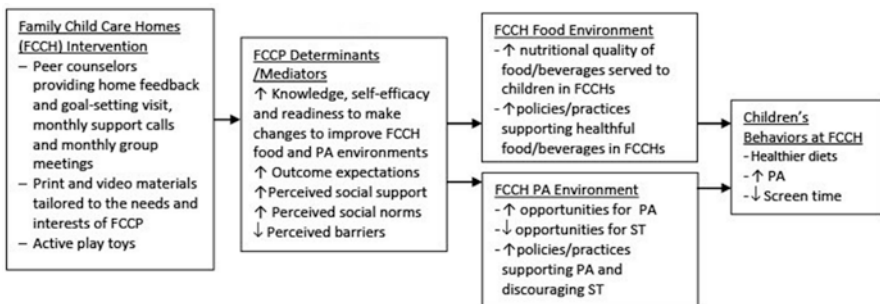 Family Child Care Homes
(FCCH) Intervention
– Peer counselors
providing home feedback
and goal-setting visit,
monthly support calls
and monthly group
meetings
– Print and video materials
tailored to the needs and
interests of FCCP
– Active play toys
FCCP Determinants
/Mediators
↑ Knowledge, self-efficacy
and readiness to make
changes to improve FCCH
food and PA environments
↑ Outcome expectations
↑Perceived social support
↑ Perceived social norms
↓ Perceived barriers
FCCH Food Environment
-↑ nutritional quality of
food/beverages served to
children in FCCHs
-↑policies/practices
supporting healthful
food/beverages in FCCHs
FCCH PA Environment
-↑ opportunities for PA
-↓ opportunities for ST
-↑policies/practices
supporting PA and
discouraging ST
Children's
Behaviors at FCCH
-Healthier diets
-↑ PA
-↓ Screen time